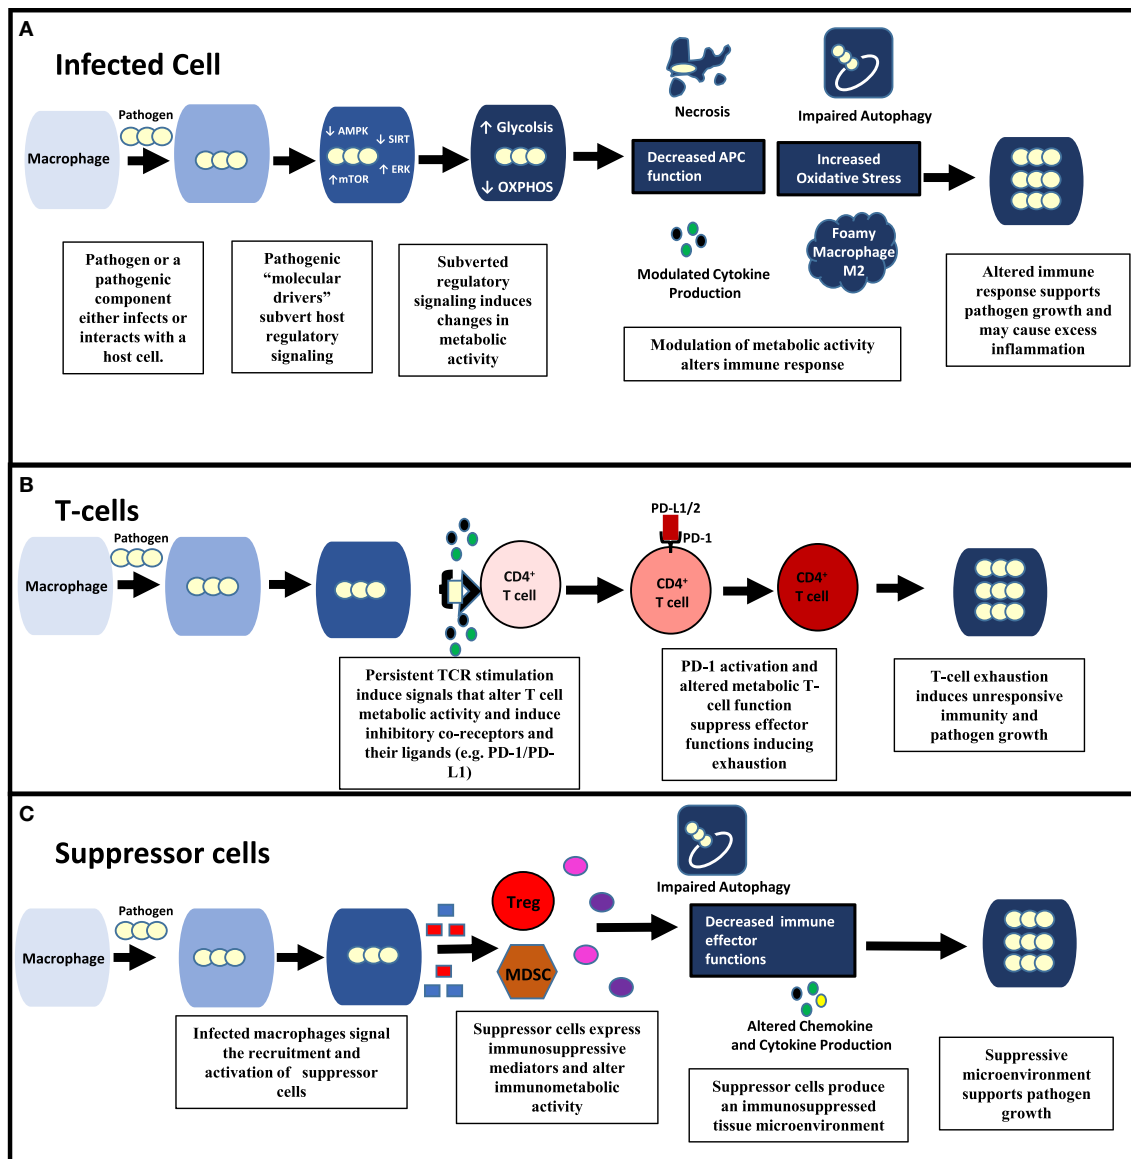 A
Infected Cell
Pathogen
Macrophage
↓ AMPK
↓ SIRT
↑ ERK
↑mTOR
↑ Glycolsis
↓ OXPHOS
Necrosis
Impaired Autophagy
Decreased APC
function
Increased
Oxidative Stress
Modulated Cytokine
Production
Foamy
Macrophage
M2
Pathogen or a
pathogenic
component
either infects or
interacts with a
host cell.
Pathogenic
“molecular
drivers”
subvert host
regulatory
signaling
Subverted
regulatory
signaling induces
changes in
metabolic
activity
Modulation of metabolic activity
alters immune response
Altered immune
response supports
pathogen growth and
may cause excess
inflammation
B
T-cells
Pathogen
Macrophage
CD4+
T cell
PD-L1/2
PD-1
CD4+
T cell
CD4+
T cell
Persistent TCR stimulation
induce signals that alter T cell
metabolic activity and induce
inhibitory co-receptors and
their ligands (e.g. PD-1/PD-
L1)
PD-1 activation and
altered metabolic T-
cell function
suppress effector
functions inducing
exhaustion
T-cell exhaustion
induces unresponsive
immunity and
pathogen growth
C
Suppressor cells
Pathogen
Macrophage
Treg
MDSC
Impaired Autophagy
Decreased immune
effector
functions
Altered Chemokine
and Cytokine Production
Infected macrophages signal
the recruitment and
activation of suppressor
cells
Suppressor cells express
immunosuppressive
mediators and alter
immunometabolic
activity
Suppressor cells produce
an immunosuppressed
tissue microenvironment
Suppressive
microenvironment
supports pathogen
growth